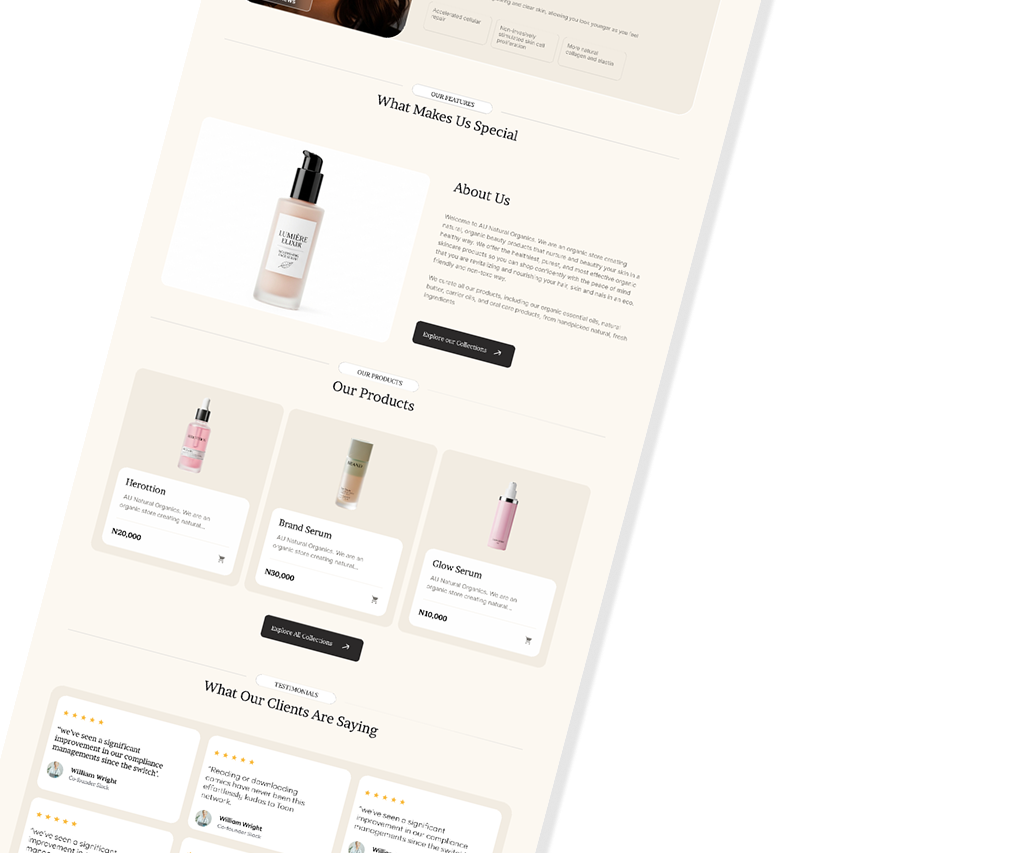 and clear skin, allowing you look younger as you feel
Accelerated cellular
repair
Non-invasively
stimulated skin cell
proliferation
More natural
collagen and elastin
OUR FEATURES
What Makes Us Special
LUMIÈRE
ELIXIR
About Us
Welcome to AU Natural Organics. We are an organic store creating
natural, organic beauty products that nurture and beautify your skin in a
healthy way. We offer the healthiest, purest, and most effective organic
skincare products so you can shop confidently with the peace of mind
that you are revitalizing and nourishing your hair, skin and nails in an eco,
friendly and non-toxic way.
We curate all our products, including our organic essential oils, natural
butter, carrier oils, and oral care products, from handpicked natural, fresh
ingredients.
Explore our Collections
OUR PRODUCTS
Our Products
Herottion
AU Natural Organics. We are an
organic store creating natural...
N20,000
Brand Serum
AU Natural Organics. We are an
organic store creating natural...
N30,000
Glow Serum
AU Natural Organics. We are an
organic store creating natural...
N10,000
Explore All Collections
TESTIMONIALS
What Our Clients Are Saying
"we've seen a significant
improvement in our compliance
managements since the switch'.
William Wright
Co-founder Slack
"Reading or downloading
comics have never been this
effortlessly, kudos to Toon
network.
William Wright
Co-founder Slack
"we've seen a significant
improvement in our compliance
managements since the switch'.
William Wright
"we've seen a significant
improvement in our compliance